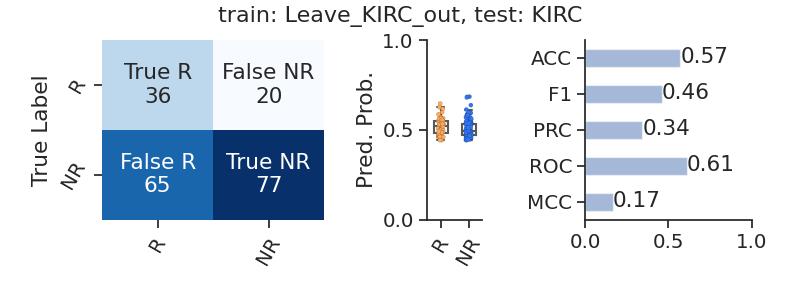 train: Leave_KIRC_out, test: KIRC
True Label
R
NR
True R
36
False NR
20
False R
65
True NR
77
R
NR
Pred. Prob.
1.0
0.5
0.0
R
NR
ACC
F1
PRC
ROC
MCC
0.57
0.46
0.34
0.61
0.17
0.0
0.5
1.0